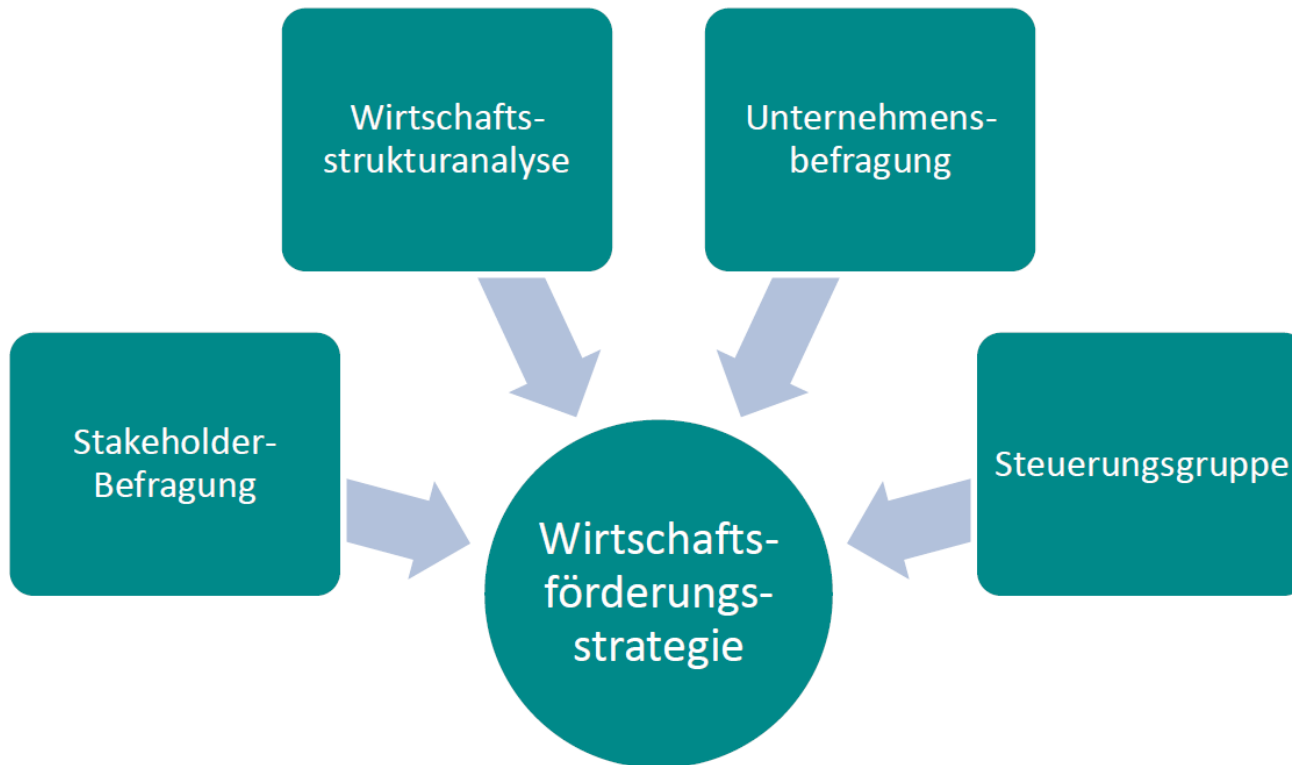 Wirtschafts-
strukturanalyse
Unternehmens-
befragung
Stakeholder-
Befragung
Steuerungsgruppe
Wirtschafts-
förderungs-
strategie